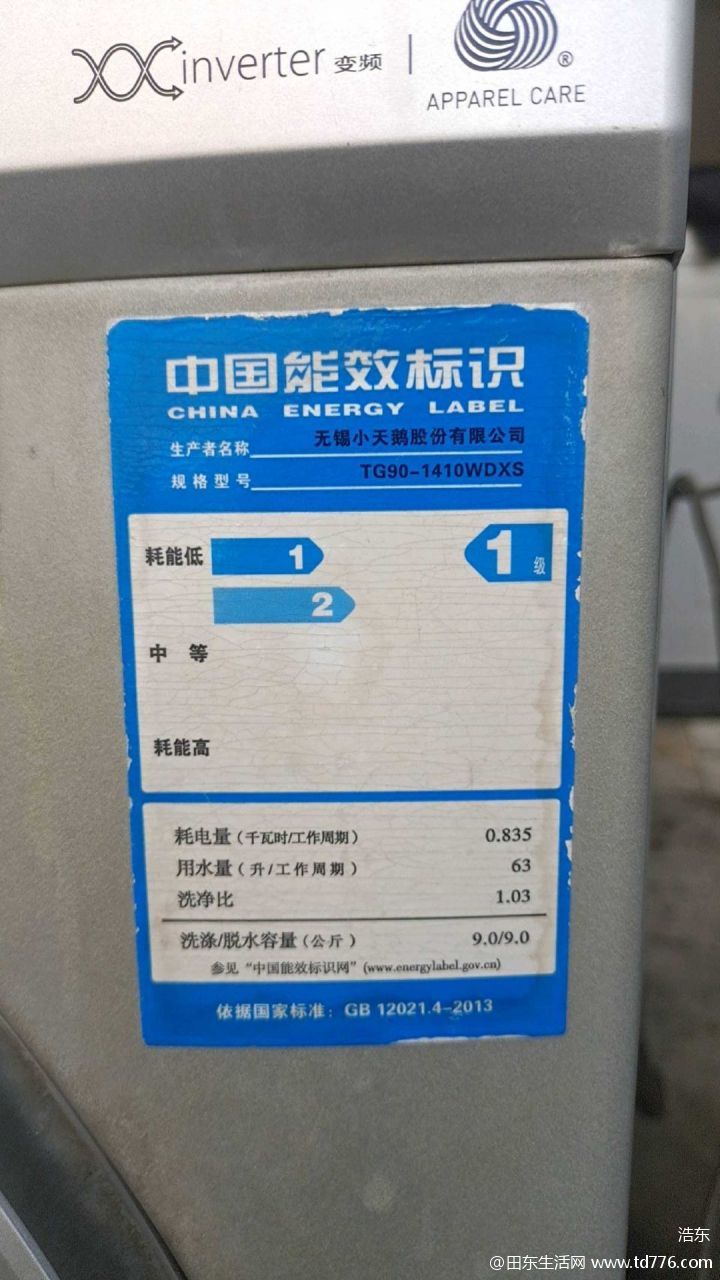 inverter 变频
®
APPAREL CARE
中国能效标识
CHINA ENERGY LABEL
生产者名称 无锡小天鹅股份有限公司
规格型号 TG90-1410WDXS
耗能低 1 1级
2
中 等
耗能高
耗电量(千瓦时/工作周期) 0.835
用水量(升/工作周期) 63
洗净比 1.03
洗涤/脱水容量(公斤) 9.0/9.0
参见“中国能效标识网”(www.energylabel.gov.cn)
依据国家标准：GB 12021.4-2013
浩东
@田东生活网 www.td776.com